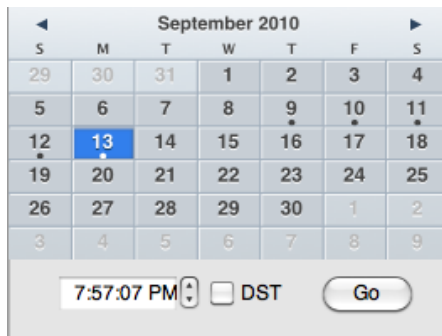 September 2010
S M T W T F S
29 30 31 1 2 3 4
5 6 7 8 9 10 11
12 13 14 15 16 17 18
19 20 21 22 23 24 25
26 27 28 29 30 1 2
3 4 5 6 7 8 9
7:57:07 PM DST Go